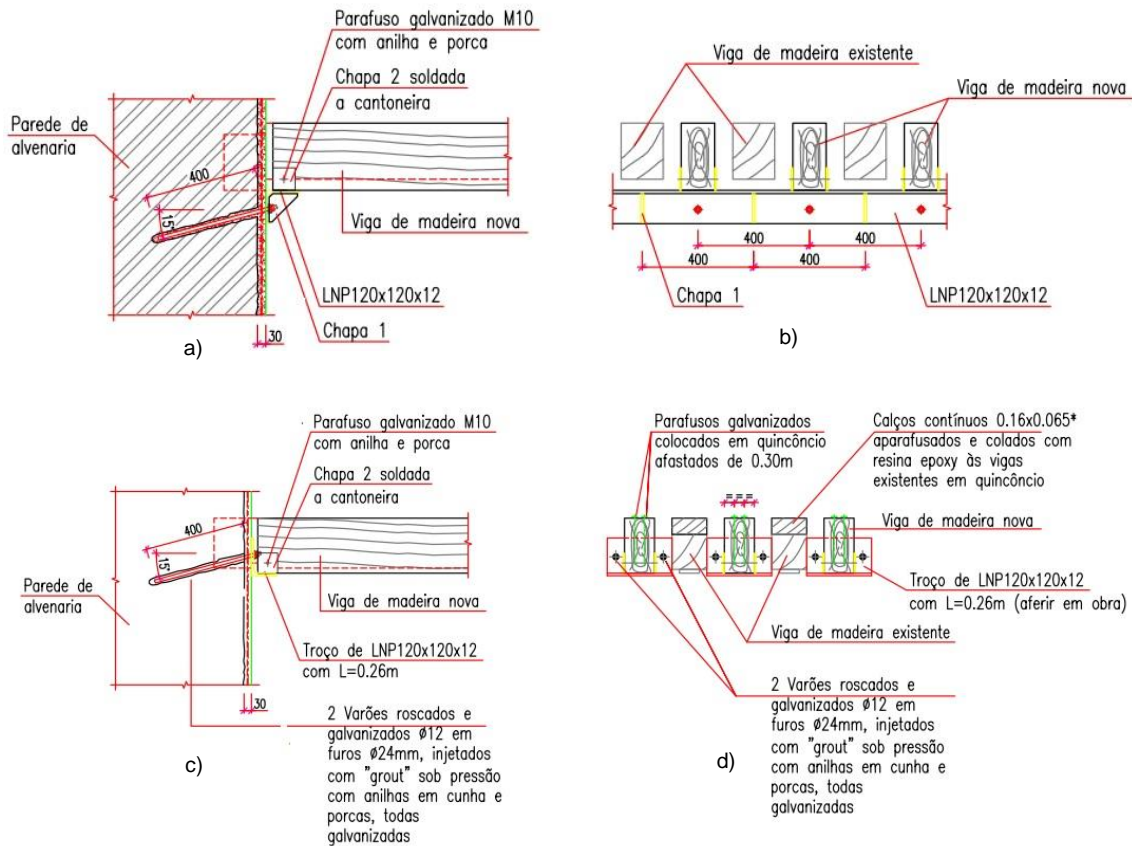 Parafuso galvanizado M10
com anilha e porca
Chapa 2 soldada
a cantoneira
Parede de
alvenaria
400
15°
Viga de madeira nova
LNP120x120x12
Chapa 1
30
a)
Viga de madeira existente
Viga de madeira nova
400
400
400
400
Chapa 1
LNP120x120x12
b)
Parafuso galvanizado M10
com anilha e porca
Chapa 2 soldada
a cantoneira
400
15°
Parede de
alvenaria
Viga de madeira nova
Troço de LNP120x120x12
com L=0.26m
30
2 Varões roscados e
galvanizados Ø12 em
furos Ø24mm, injetados
com "grout" sob pressão
com anilhas em cunha e
porcas, todas
galvanizadas
c)
Parafusos galvanizados
colocados em quincôncio
afastados de 0.30m
Calços contínuos 0.16x0.065*
aparafusados e colados com
resina epoxy às vigas
existentes em quincôncio
= = =
Viga de madeira nova
Troço de LNP120x120x12
com L=0.26m (aferir em obra)
Viga de madeira existente
2 Varões roscados e
galvanizados Ø12 em
furos Ø24mm, injetados
com "grout" sob pressão
com anilhas em cunha e
porcas, todas
galvanizadas
d)